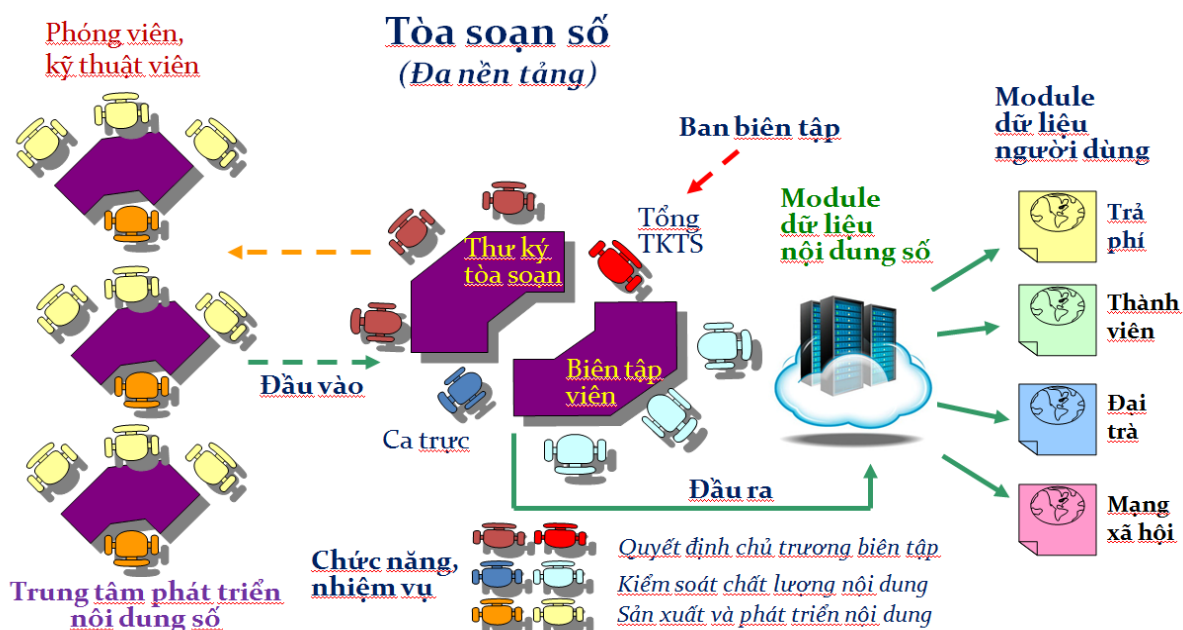 Tòa soạn số
(Đa nền tảng)
Phóng viên,
kỹ thuật viên
Ban biên tập
Tổng
TKTS
Thư ký
tòa soạn
Biên tập
viên
Đầu vào
Ca trực
Đầu ra
Module
dữ liệu
nội dung số
Module
dữ liệu
người dùng
Trả
phí
Thành
viên
Đại
trà
Mạng
xã hội
Trung tâm phát triển
nội dung số
Chức năng,
nhiệm vụ
Quyết định chủ trương biên tập
Kiểm soát chất lượng nội dung
Sản xuất và phát triển nội dung